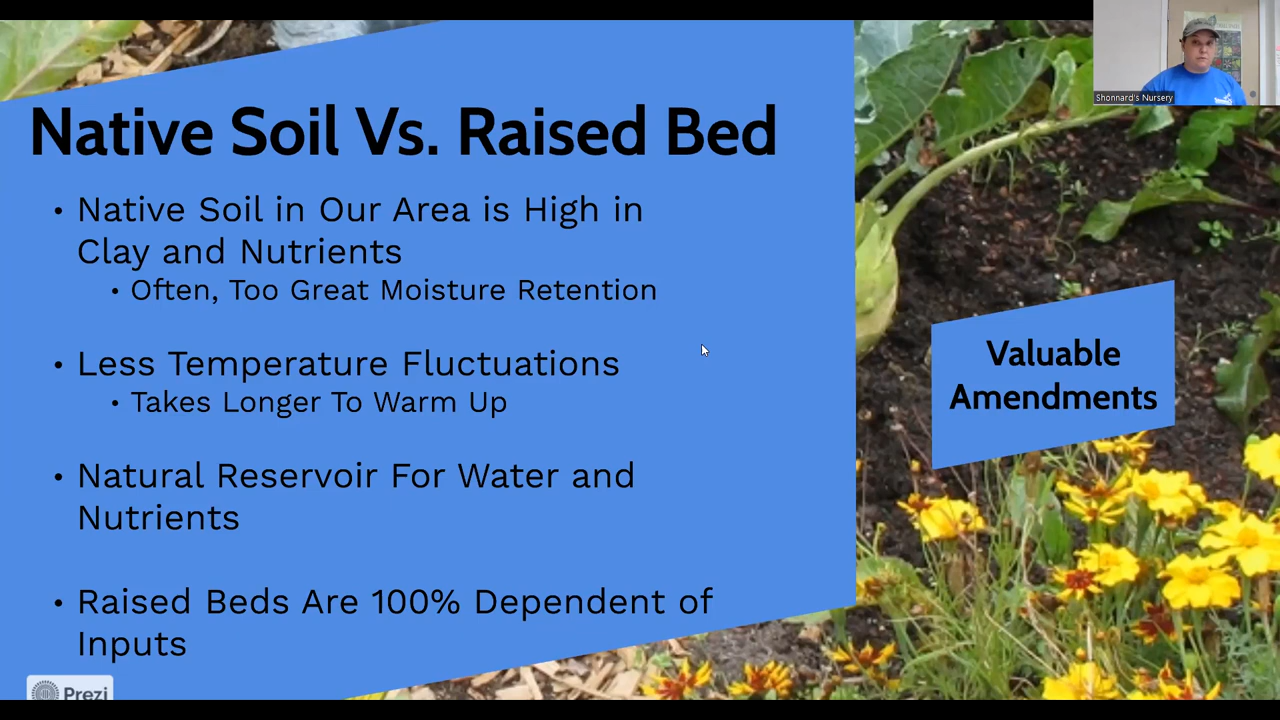 Shonnard's Nursery
Native Soil Vs. Raised Bed
• Native Soil in Our Area is High in
Clay and Nutrients
• Often, Too Great Moisture Retention
• Less Temperature Fluctuations
• Takes Longer To Warm Up
• Natural Reservoir For Water and
Nutrients
• Raised Beds Are 100% Dependent of
Inputs
Valuable
Amendments
Prezi